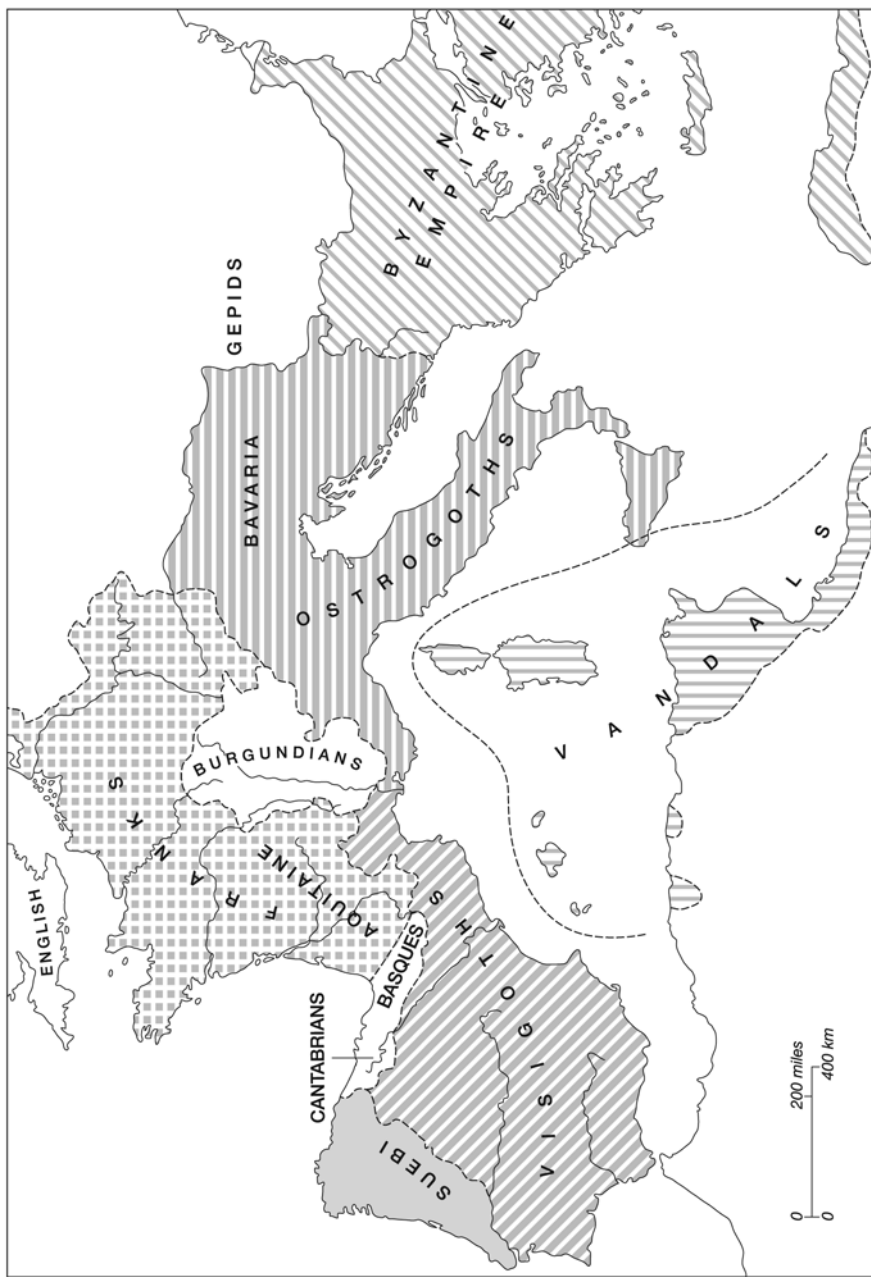 ENGLISH
FRANKS
AQUITAINE
BURGUNDIANS
BAVARIA
GEPIDS
OSTROGOTHS
BYZANTINE
EMPIRE
CANTABRIANS
BASQUES
SUEBI
VISIGOTHS
VANDALS
0 200 miles
0 400 km